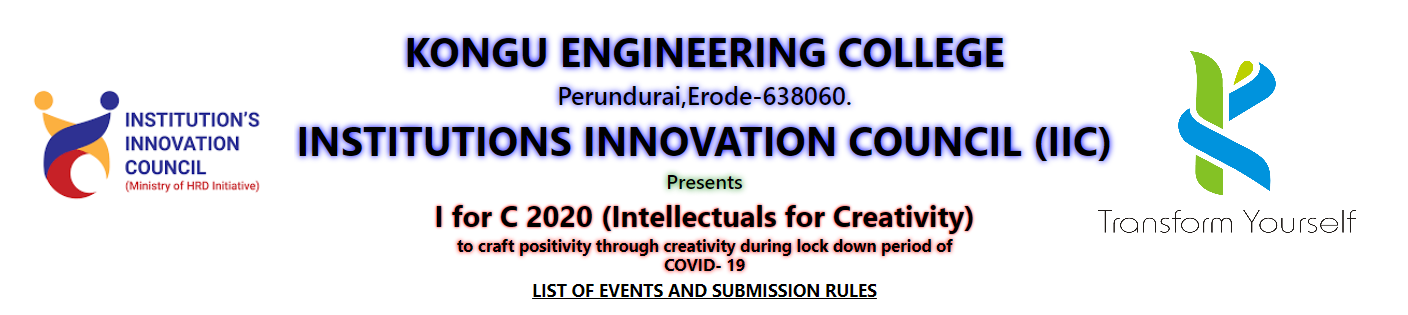 KONGU ENGINEERING COLLEGE
Perundurai,Erode-638060.
INSTITUTION'S
INNOVATION
COUNCIL
(Ministry of HRD Initiative)
INSTITUTIONS INNOVATION COUNCIL (IIC)
Presents
I for C 2020 (Intellectuals for Creativity)
to craft positivity through creativity during lock down period of
COVID- 19
LIST OF EVENTS AND SUBMISSION RULES
Transform Yourself